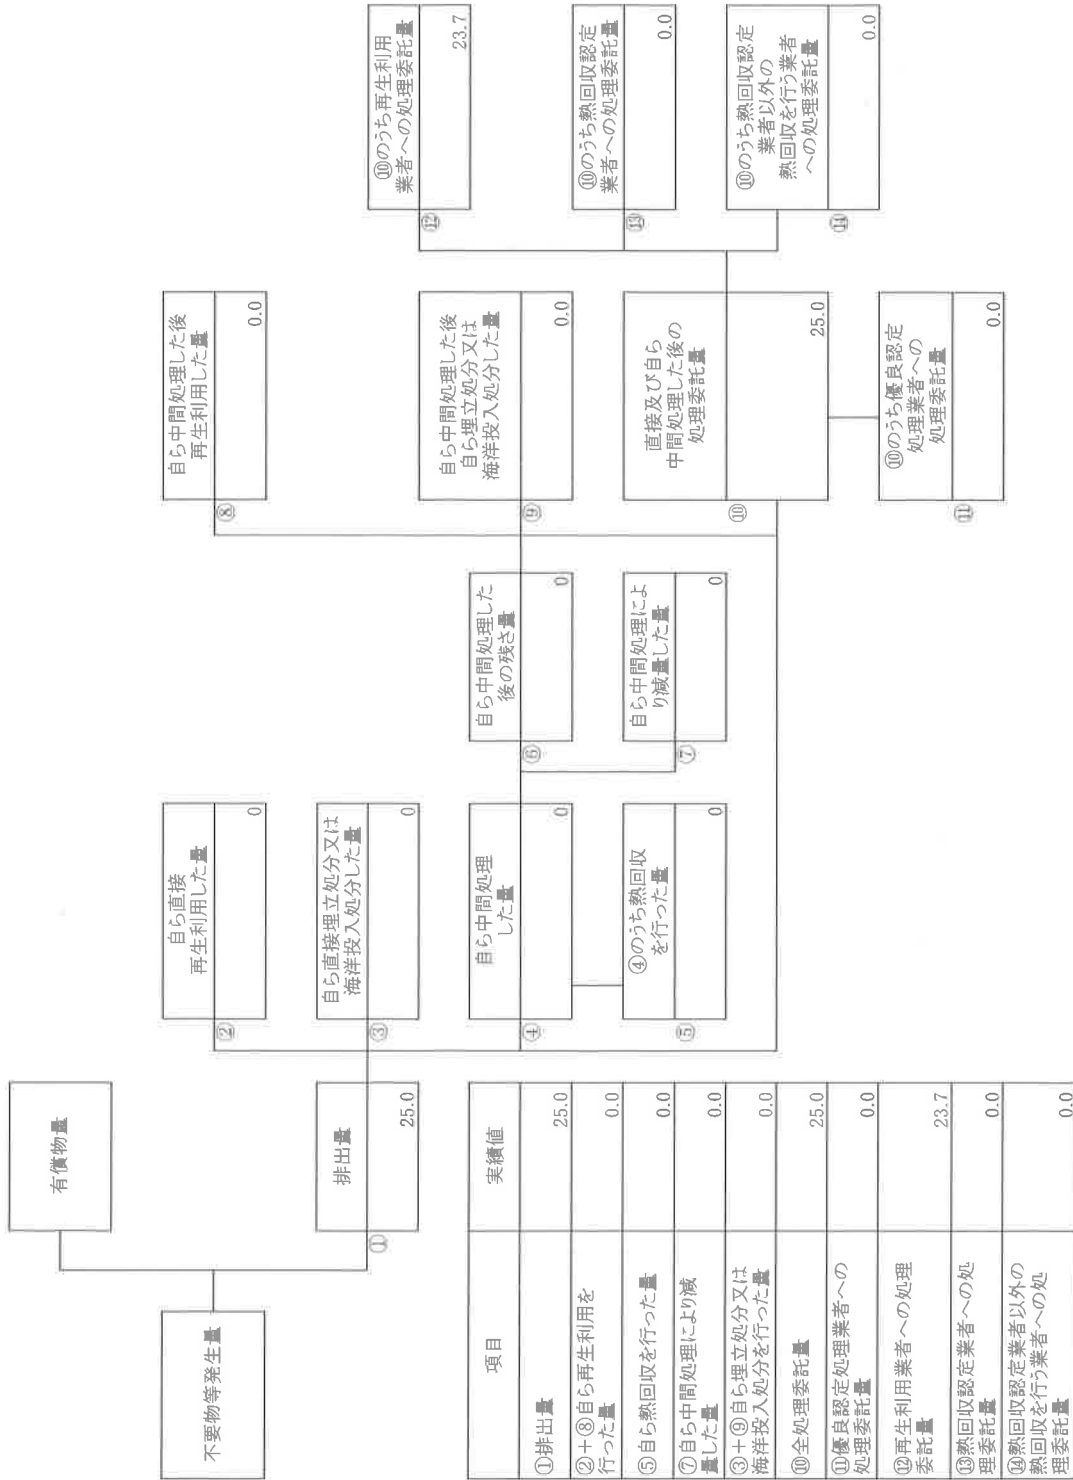 不要物等発生量
有償物量
①
排出量
25.0
②
自ら直接
再生利用した量
0
③
自ら直接埋立処分又は
海洋投入処分した量
0
④
自ら中間処理
した量
0
⑤
④のうち熱回収
を行った量
0
⑥
自ら中間処理した
後の残さ量
0
⑦
自ら中間処理によ
り減量した量
0
⑧
自ら中間処理した後
再生利用した量
0.0
⑨
自ら中間処理した後
自ら埋立処分又は
海洋投入処分した量
0.0
⑩
直接及び自ら
中間処理した後の
処理委託量
25.0
⑪
⑩のうち優良認定
処理業者への
処理委託量
0.0
⑫
⑩のうち再生利用
業者への処理委託量
23.7
⑬
⑩のうち熱回収認定
業者への処理委託量
0.0
⑭
⑩のうち熱回収認定
業者以外の
熱回収を行う業者
への処理委託量
0.0
項目 実績値
①排出量 25.0
②+⑧自ら再生利用を
行った量 0.0
⑤自ら熱回収を行った量 0.0
⑦自ら中間処理により減
量した量 0.0
③+⑨自ら埋立処分又は
海洋投入処分を行った量 0.0
⑩全処理委託量 25.0
⑪優良認定処理業者への
処理委託量 0.0
⑫再生利用業者への処理
委託量 23.7
⑬熱回収認定業者への処
理委託量 0.0
⑭熱回収認定業者以外の
熱回収を行う業者への処
理委託量 0.0